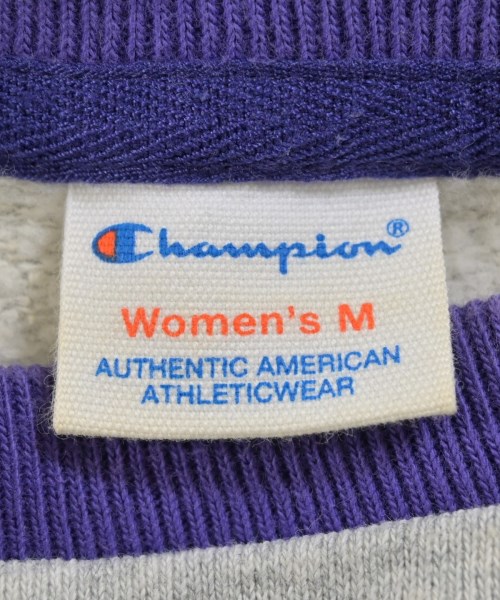 Champion®
Women's M
AUTHENTIC AMERICAN
ATHLETICWEAR